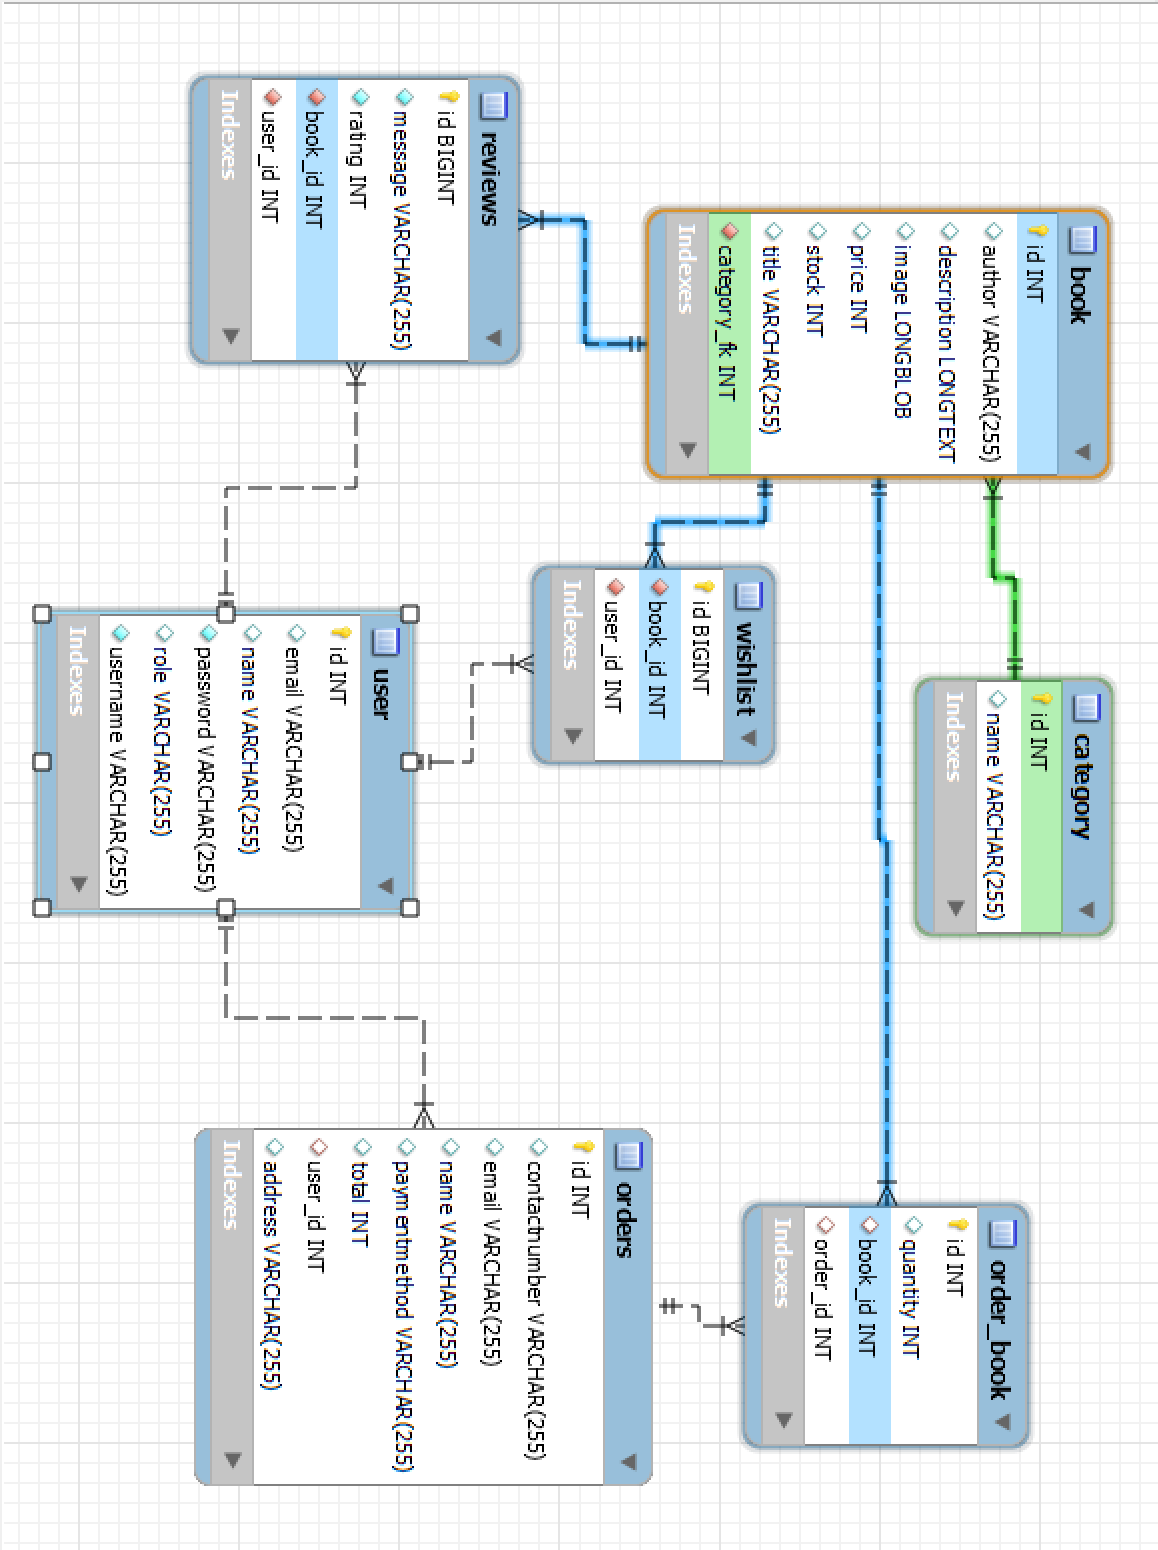 book
id INT
author VARCHAR(255)
description LONGTEXT
image LONGBLOB
price INT
stock INT
title VARCHAR(255)
category_fk INT
Indexes
category
id INT
name VARCHAR(255)
Indexes
order_book
id INT
quantity INT
book_id INT
order_id INT
Indexes
wishlist
id BIGINT
book_id INT
user_id INT
Indexes
reviews
id BIGINT
message VARCHAR(255)
rating INT
book_id INT
user_id INT
Indexes
user
id INT
email VARCHAR(255)
name VARCHAR(255)
password VARCHAR(255)
role VARCHAR(255)
username VARCHAR(255)
Indexes
orders
id INT
contactnumber VARCHAR(255)
email VARCHAR(255)
name VARCHAR(255)
paymentmethod VARCHAR(255)
total INT
user_id INT
address VARCHAR(255)
Indexes